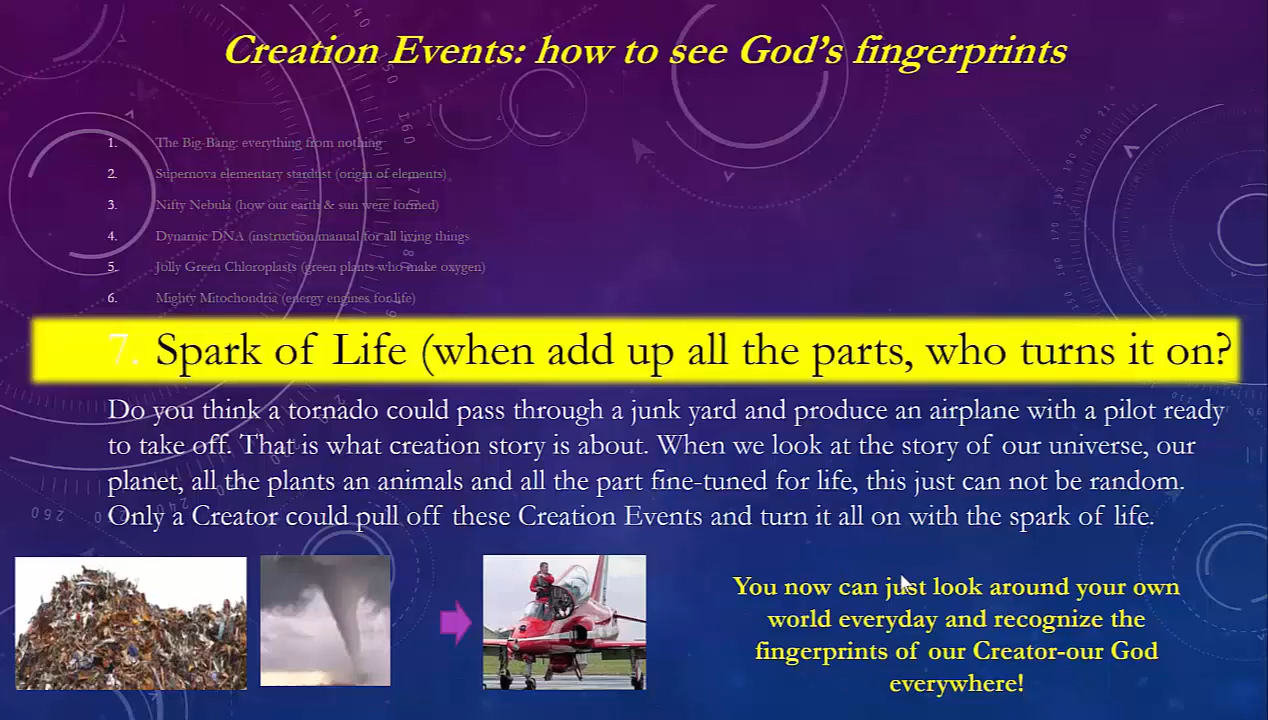 Creation Events: how to see God's fingerprints
1. The Big-Bang: everything from nothing
2. Supernova elementary stardust (origin of elements)
3. Nifty Nebula (how our earth & sun were formed)
4. Dynamic DNA (instruction manual for all living things
5. Jolly Green Chloroplasts (green plants who make oxygen)
6. Mighty Mitochondria (energy engines for life)
7. Spark of Life (when add up all the parts, who turns it on?
Do you think a tornado could pass through a junk yard and produce an airplane with a pilot ready
to take off. That is what creation story is about. When we look at the story of our universe, our
planet, all the plants an animals and all the part fine-tuned for life, this just can not be random.
Only a Creator could pull off these Creation Events and turn it all on with the spark of life.
You now can just look around your own
world everyday and recognize the
fingerprints of our Creator-our God
everywhere!